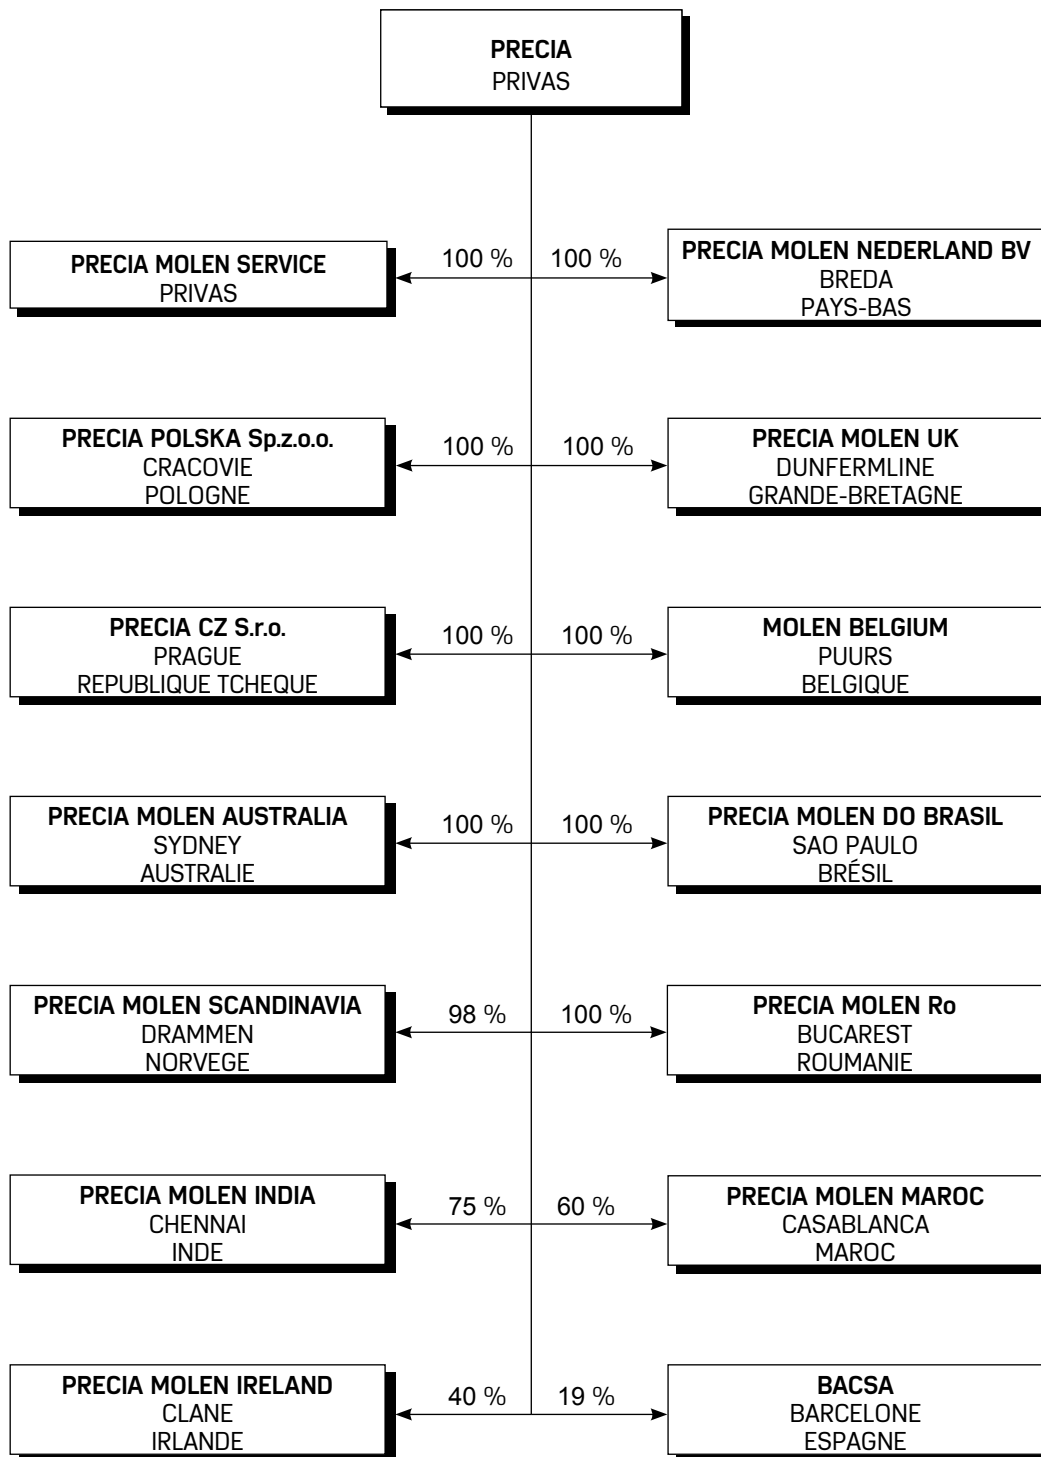 PRECIA
PRIVAS
PRECIA MOLEN SERVICE
PRIVAS
100 %
100 %
PRECIA MOLEN NEDERLAND BV
BREDA
PAYS-BAS
PRECIA POLSKA Sp.z.o.o.
CRACOVIE
POLOGNE
100 %
100 %
PRECIA MOLEN UK
DUNFERMLINE
GRANDE-BRETAGNE
PRECIA CZ S.r.o.
PRAGUE
REPUBLIQUE TCHEQUE
100 %
100 %
MOLEN BELGIUM
PUURS
BELGIQUE
PRECIA MOLEN AUSTRALIA
SYDNEY
AUSTRALIE
100 %
100 %
PRECIA MOLEN DO BRASIL
SAO PAULO
BRÉSIL
PRECIA MOLEN SCANDINAVIA
DRAMMEN
NORVEGE
98 %
100 %
PRECIA MOLEN Ro
BUCAREST
ROUMANIE
PRECIA MOLEN INDIA
CHENNAI
INDE
75 %
60 %
PRECIA MOLEN MAROC
CASABLANCA
MAROC
PRECIA MOLEN IRELAND
CLANE
IRLANDE
40 %
19 %
BACSA
BARCELONE
ESPAGNE